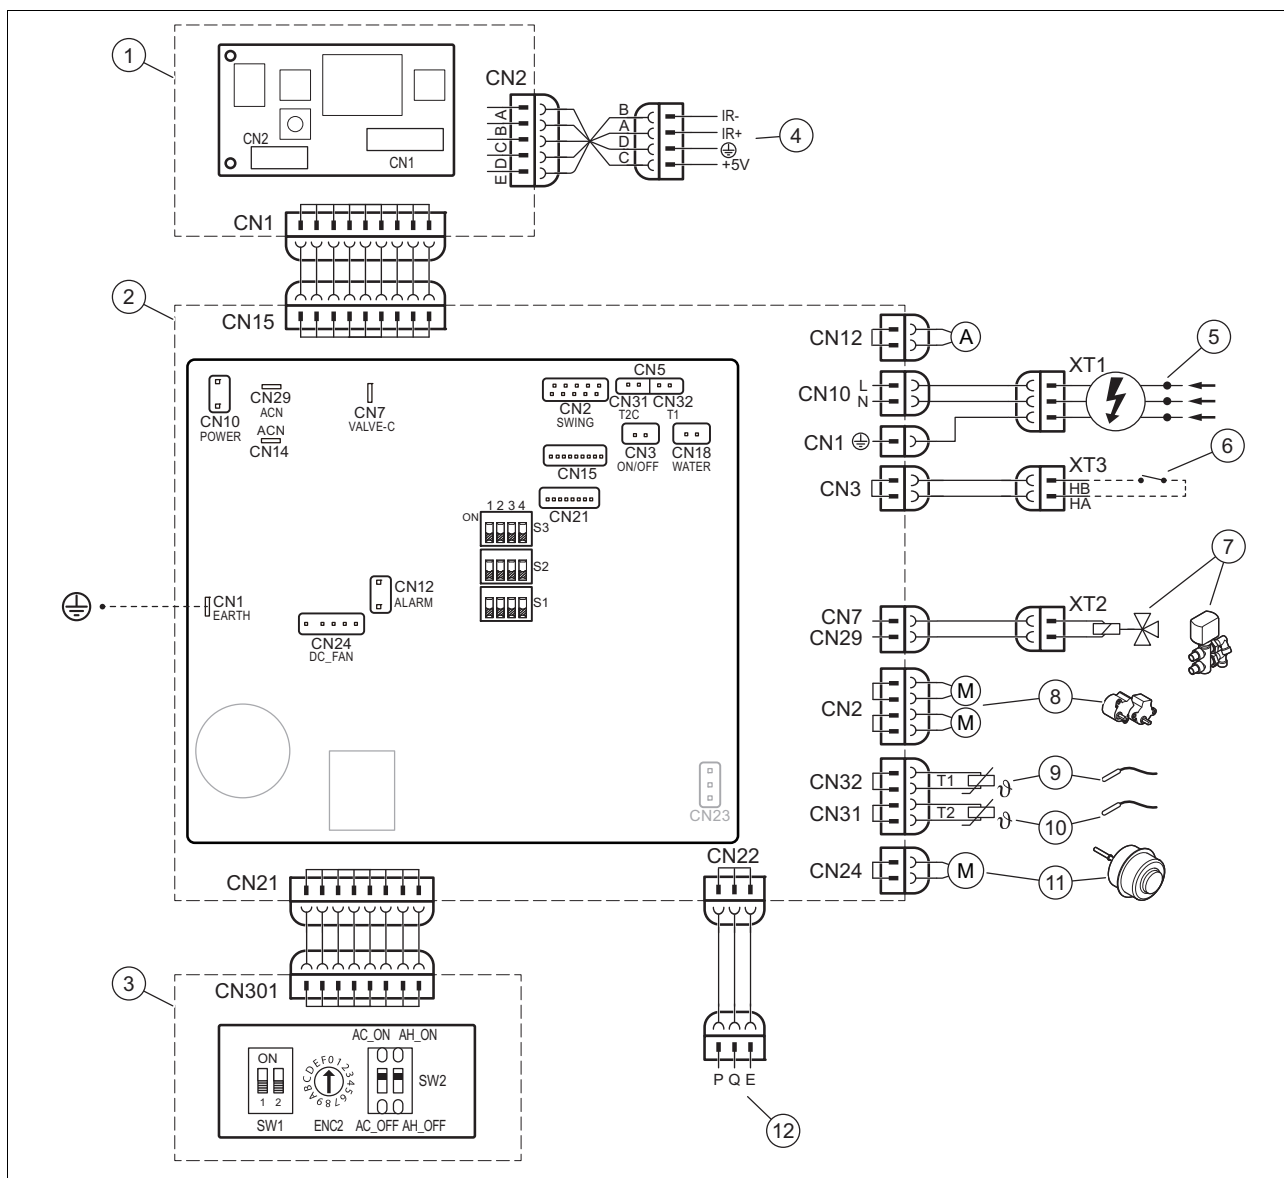 1
CN2
CN2
CN1
A
B
C
D
E
B
A
D
C
IR-
IR+
+5V
4
CN1
2
CN15
CN10
POWER
CN29
ACN
ACN
CN14
CN7
VALVE-C
CN2
SWING
CN5
CN31
T2C
CN32
T1
CN3
ON/OFF
CN18
WATER
CN15
CN21
1 2 3 4
ON
S3
S2
S1
CN12
ALARM
CN1
EARTH
CN24
DC_FAN
CN23
CN12
A
CN10
L
N
XT1
5
CN1
CN3
XT3
HB
HA
6
CN7
CN29
XT2
7
CN2
M
M
8
CN32
T1
ϑ
9
CN31
T2
ϑ
10
CN24
M
11
CN21
CN22
P Q E
12
3
CN301
ON
1 2
SW1
0123456789ABCDEF
ENC2
AC_ON AH_ON
SW2
AC_OFF AH_OFF